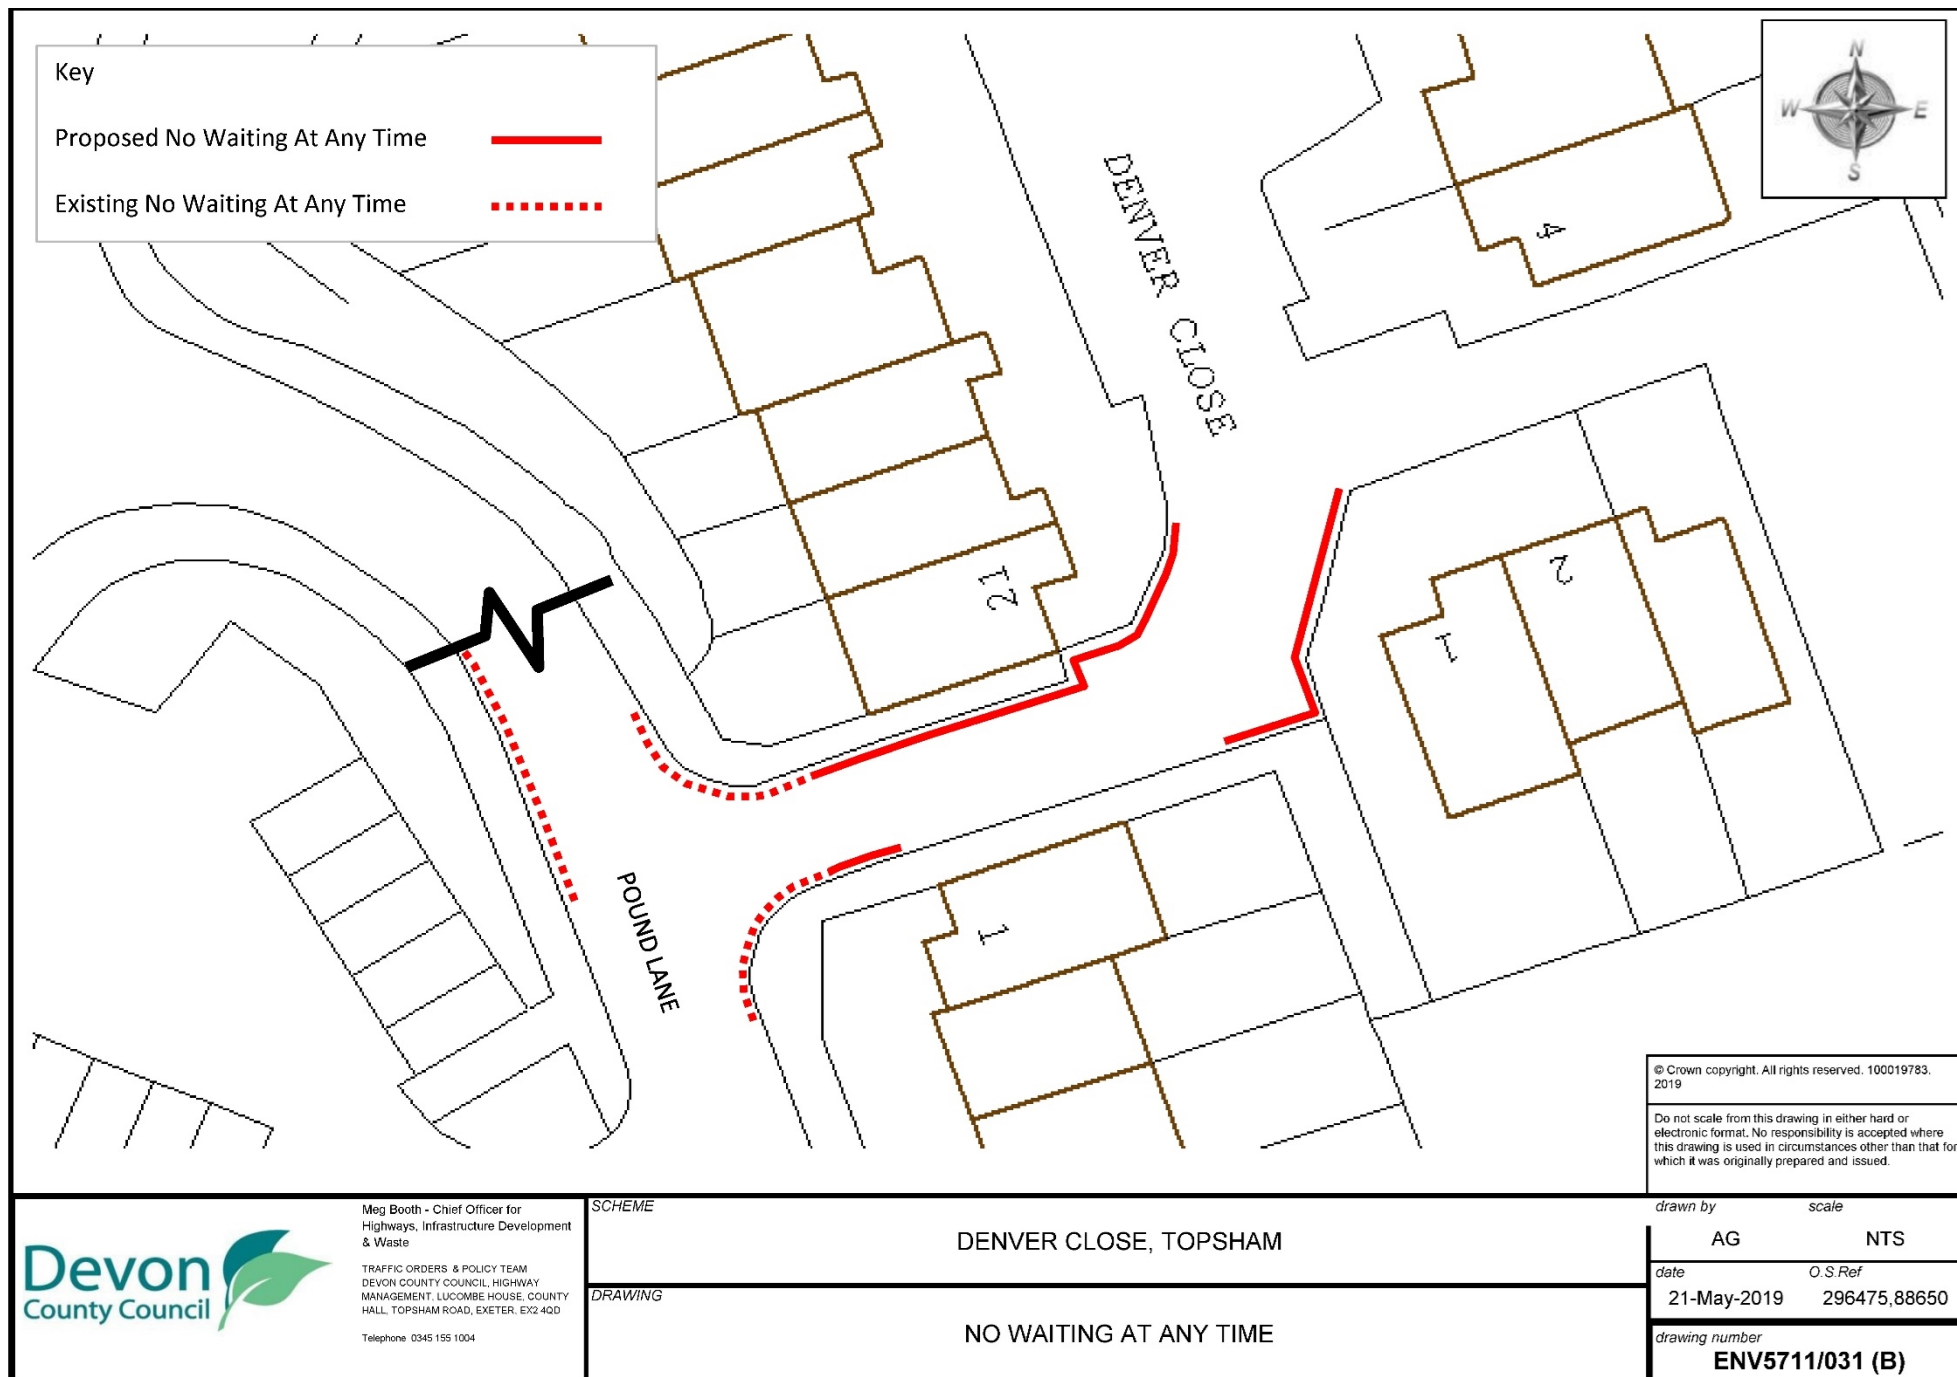 Key
Proposed No Waiting At Any Time
Existing No Waiting At Any Time
N
W
E
S
DENVER CLOSE
4
21
2
1
POUND LANE
1
© Crown copyright. All rights reserved. 100019783.
2019
Do not scale from this drawing in either hard or
electronic format. No responsibility is accepted where
this drawing is used in circumstances other than that for
which it was originally prepared and issued.
Devon
County Council
Meg Booth - Chief Officer for
Highways, Infrastructure Development
& Waste
TRAFFIC ORDERS & POLICY TEAM
DEVON COUNTY COUNCIL, HIGHWAY
MANAGEMENT, LUCOMBE HOUSE, COUNTY
HALL, TOPSHAM ROAD, EXETER, EX2 4QD
Telephone 0345 155 1004
SCHEME
DENVER CLOSE, TOPSHAM
DRAWING
NO WAITING AT ANY TIME
drawn by
scale
AG
NTS
date
O.S.Ref
21-May-2019
296475,88650
drawing number
ENV5711/031 (B)